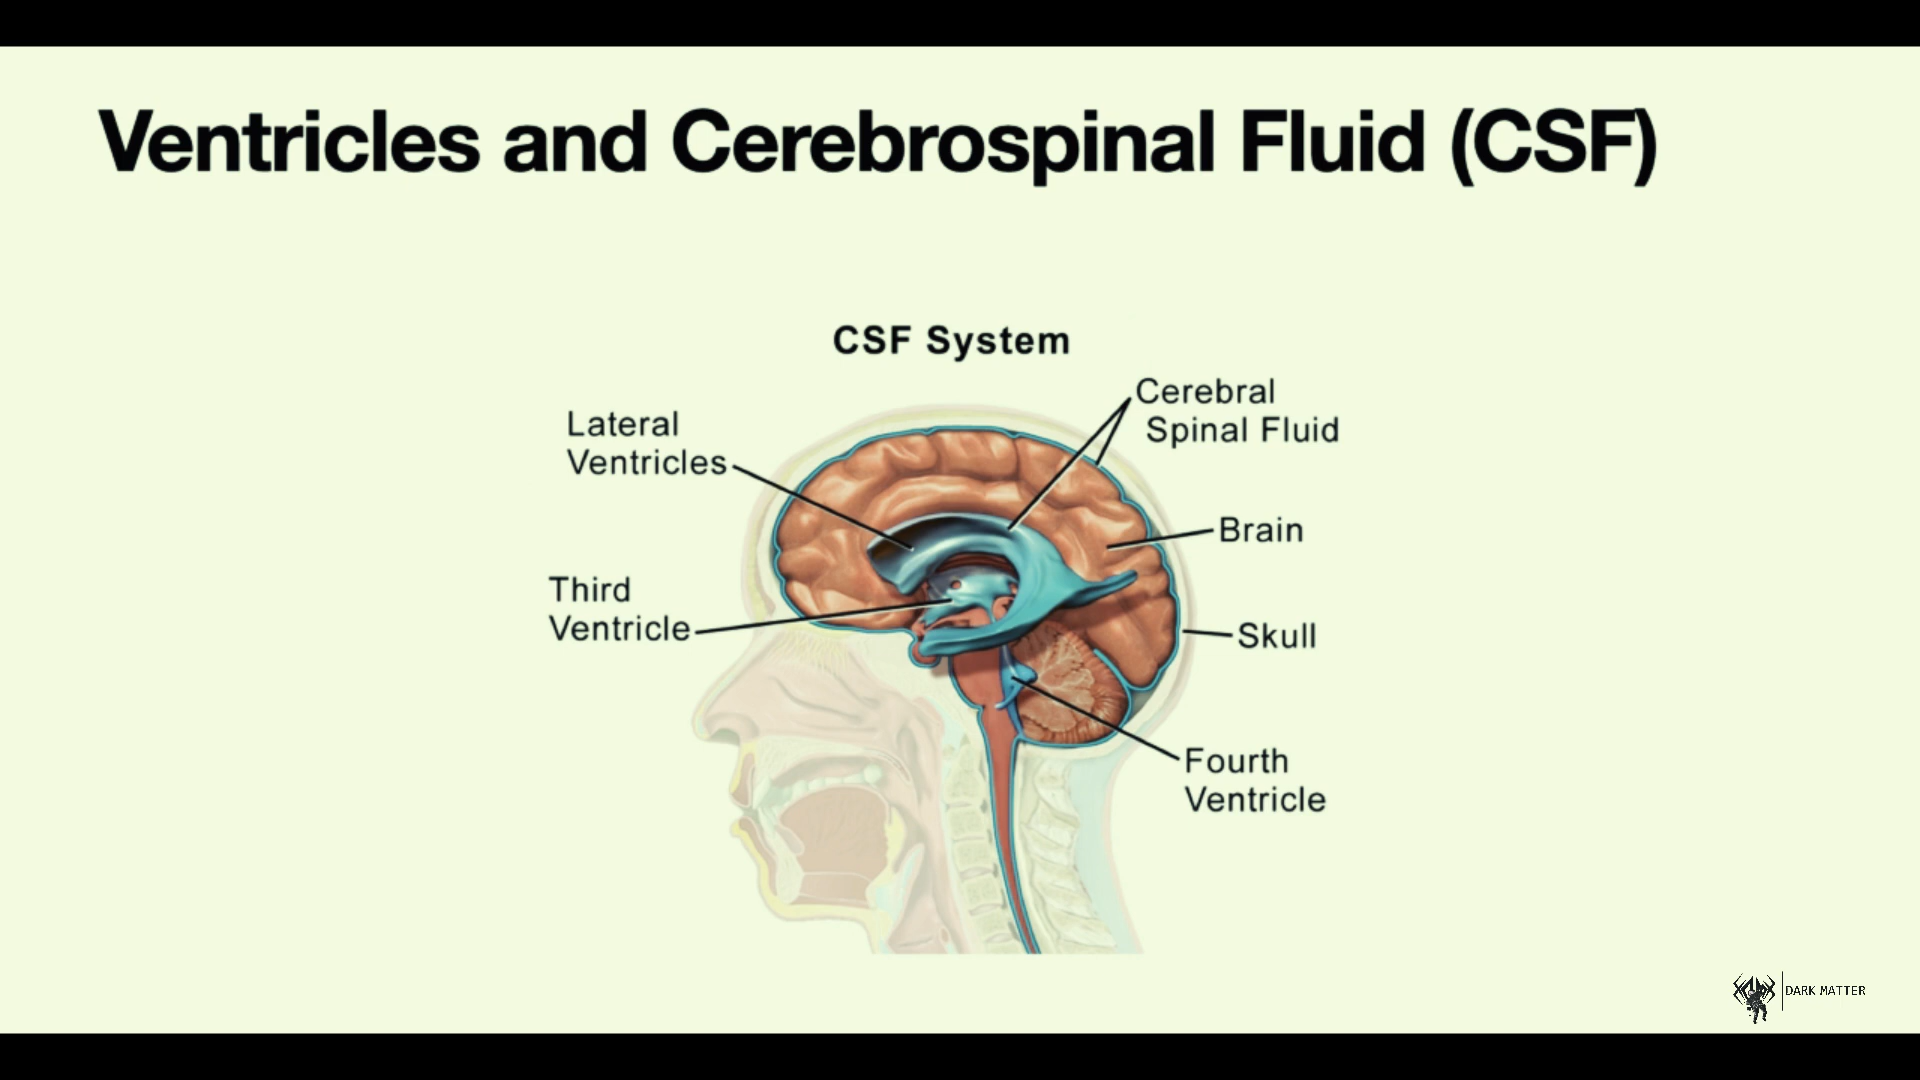 Ventricles and Cerebrospinal Fluid (CSF)
CSF System
Cerebral
Spinal Fluid
Lateral
Ventricles
Brain
Third
Ventricle
Skull
Fourth
Ventricle
DARK MATTER